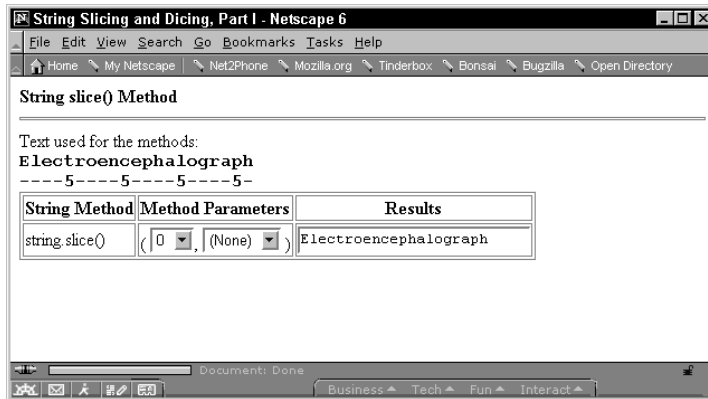 String Slicing and Dicing, Part I - Netscape 6
File Edit View Search Go Bookmarks Tasks Help
Home My Netscape Net2Phone Mozilla.org Tinderbox Bonsai Bugzilla Open Directory
String slice() Method
Text used for the methods:
Electroencephalograph
----5----5----5----5-
String Method Method Parameters Results
string.slice() ( 0 , (None) ) Electroencephalograph
Document: Done
Business Tech Fun Interact